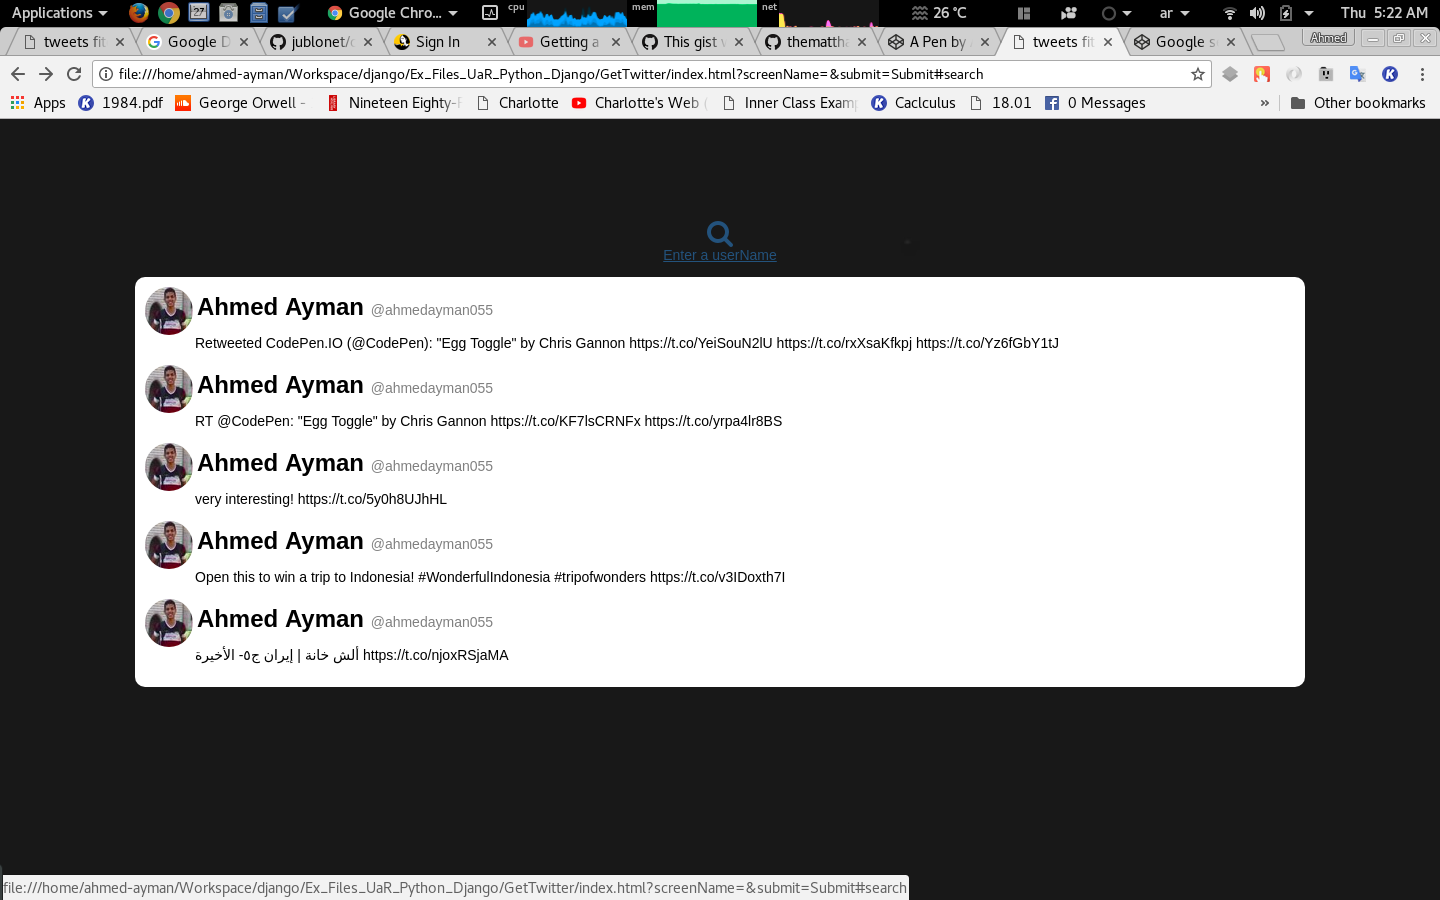 Applications
27
Google Chro...
cpu
mem
net
26 °C
ar
Thu 5:22 AM
tweets fit
Google D
jublonet/
Sign In
Getting a
This gist w
themattha
A Pen by
tweets fit
Google s
Ahmed
file:///home/ahmed-ayman/Workspace/django/Ex_Files_UaR_Python_Django/GetTwitter/index.html?screenName=&submit=Submit#search
Apps
1984.pdf
George Orwell -
Nineteen Eighty-F
Charlotte
Charlotte's Web (
Inner Class Examp
Caclculus
18.01
0 Messages
»
Other bookmarks
Enter a userName
Ahmed Ayman @ahmedayman055
Retweeted CodePen.IO (@CodePen): "Egg Toggle" by Chris Gannon https://t.co/YeiSouN2lU https://t.co/rxXsaKfkpj https://t.co/Yz6fGbY1tJ
Ahmed Ayman @ahmedayman055
RT @CodePen: "Egg Toggle" by Chris Gannon https://t.co/KF7lsCRNFx https://t.co/yrpa4lr8BS
Ahmed Ayman @ahmedayman055
very interesting! https://t.co/5y0h8UJhHL
Ahmed Ayman @ahmedayman055
Open this to win a trip to Indonesia! #WonderfulIndonesia #tripofwonders https://t.co/v3IDoxth7I
Ahmed Ayman @ahmedayman055
ألش خانة | إيران ج٥- الأخيرة https://t.co/njoxRSjaMA
file:///home/ahmed-ayman/Workspace/django/Ex_Files_UaR_Python_Django/GetTwitter/index.html?screenName=&submit=Submit#search